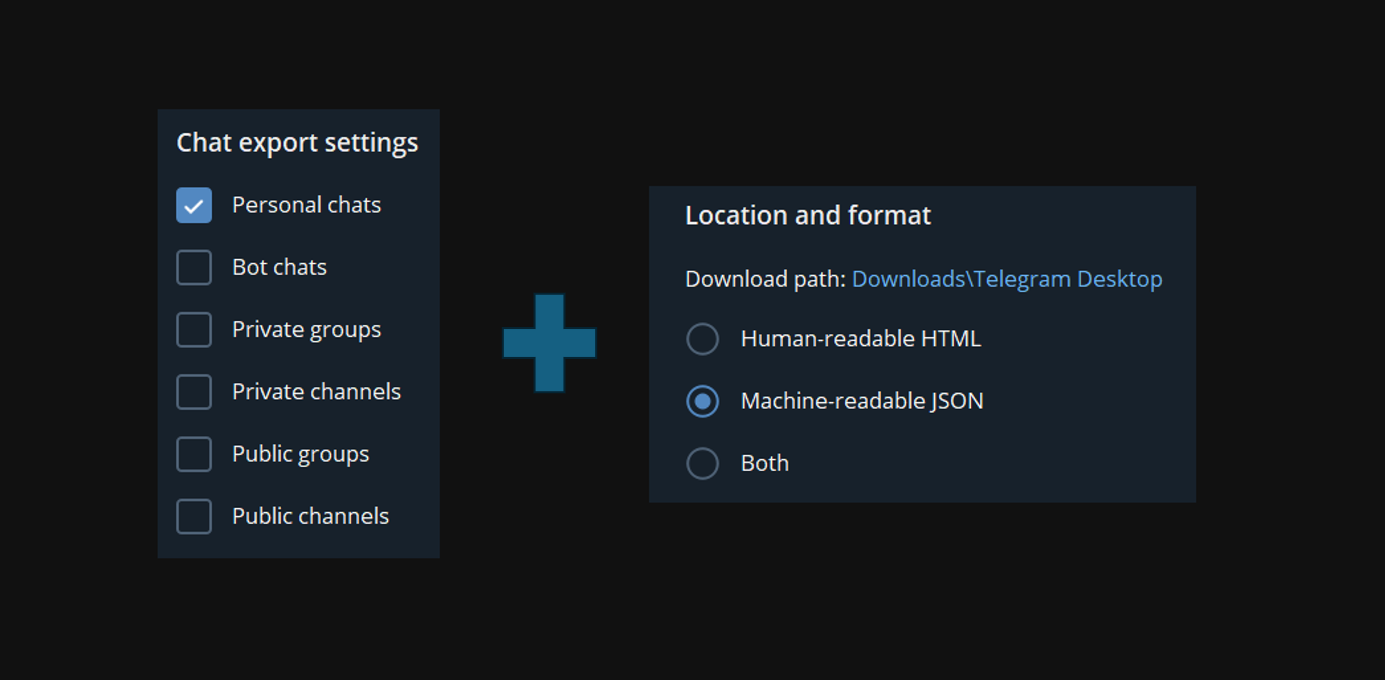 Chat export settings
Personal chats
Bot chats
Private groups
Private channels
Public groups
Public channels
Location and format
Download path: Downloads\Telegram Desktop
Human-readable HTML
Machine-readable JSON
Both